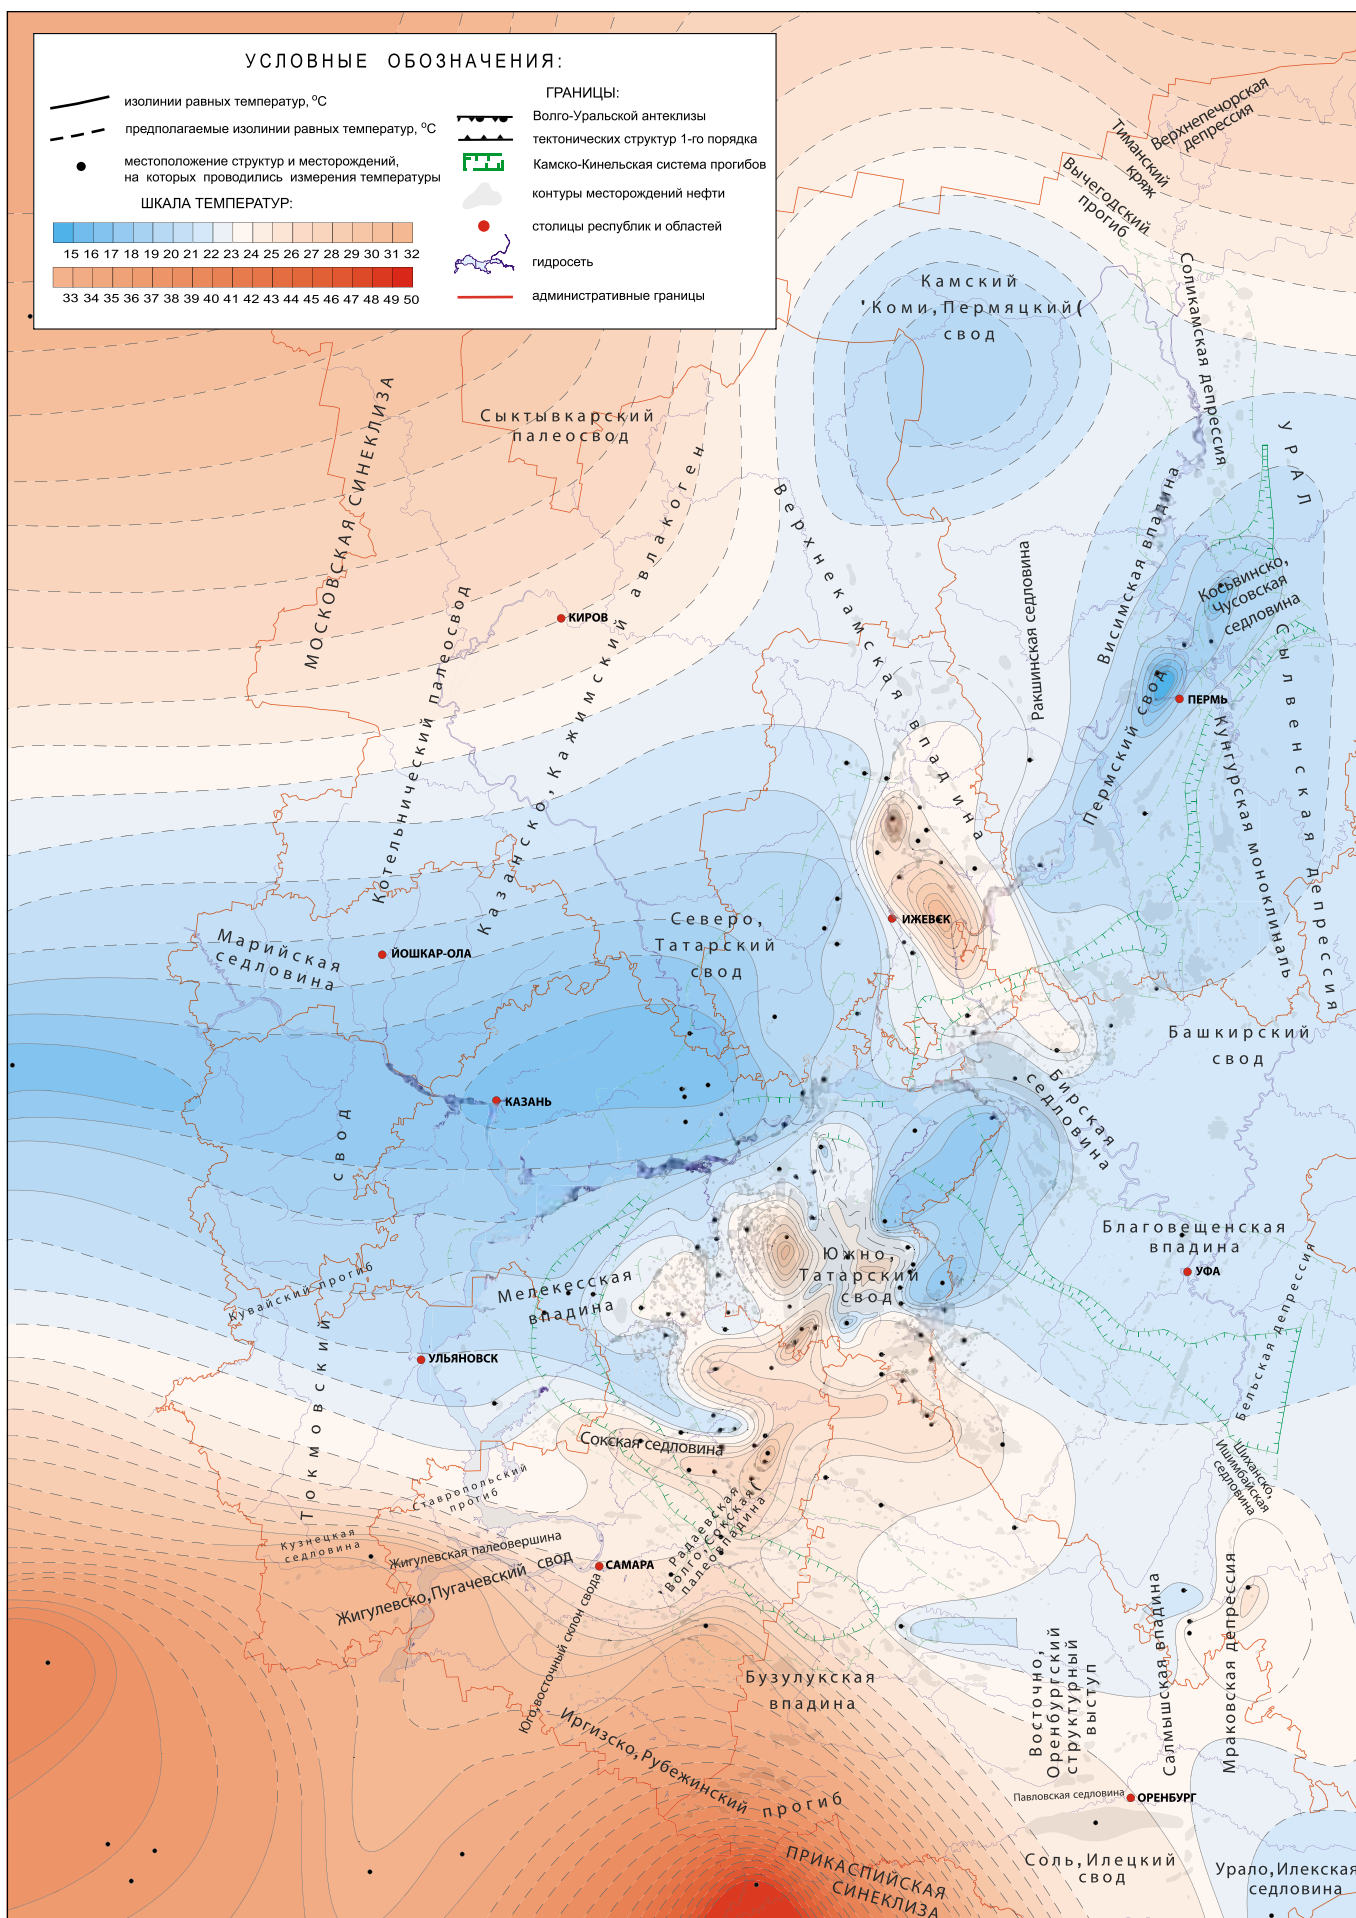 УСЛОВНЫЕ ОБОЗНАЧЕНИЯ:
изолинии равных температур, °С
предполагаемые изолинии равных температур, °С
местоположение структур и месторождений,
на которых проводились измерения температуры
ШКАЛА ТЕМПЕРАТУР:
15 16 17 18 19 20 21 22 23 24 25 26 27 28 29 30 31 32
33 34 35 36 37 38 39 40 41 42 43 44 45 46 47 48 49 50
ГРАНИЦЫ:
Волго-Уральской антеклизы
тектонических структур 1-го порядка
Камско-Кинельская система прогибов
контуры месторождений нефти
столицы республик и областей
гидросеть
административные границы
Верхнепечорская
депрессия
Тиманский
кряж
Вычегодский
прогиб
Соликамская депрессия
Камский
'Коми,Пермяцкий(
свод
Сыктывкарский
палеосвод
МОСКОВСКАЯ СИНЕКЛИЗА
УРАЛ
Верхнекамская впадина
Висимская впадина
Ракшинская седловина
Косьвинско,
Чусовская
седловина
КИРОВ
Котельнический палеосвод
Казанско,Кажимский авлакоген
Сылвенская депрессия
Пермский свод
ПЕРМЬ
Кунгурская моноклиналь
Северо,
Татарский
свод
ИЖЕВСК
Марийская
седловина
ЙОШКАР-ОЛА
Башкирский
свод
КАЗАНЬ
Бирская
седловина
свод
Благовещенская
впадина
УФА
Южно,
Татарский
свод
Мелекесская
впадина
Кувайский прогиб
Бельская депрессия
УЛЬЯНОВСК
Токмовский
Сокская седловина
Шиханско,
Ишимбайская
седловина
Ставропольский
прогиб
Кузнецкая
седловина
Жигулевская палеовершина
САМАРА
Жигулевско,Пугачевский свод
Радаевская
'Волго,Сокская(
палеовпадина
Юго,восточный склон свода
Бузулукская
впадина
Восточно,
Оренбургский
структурный
выступ
Салмышская впадина
Мраковская депрессия
Иргизско,Рубежинский прогиб
Павловская седловина
ОРЕНБУРГ
ПРИКАСПИЙСКАЯ
СИНЕКЛИЗА
Соль,Илецкий
свод
Урало,Илекская
седловина